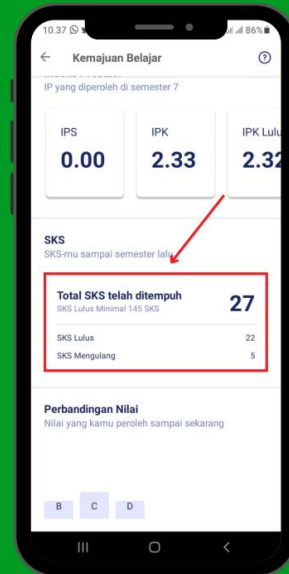 10.37
86%
Kemajuan Belajar
IP yang diperoleh di semester 7
IPS
IPK
IPK Lulu
0.00
2.33
2.32
SKS
SKS-mu sampai semester lalu
Total SKS telah ditempuh
27
SKS Lulus Minimal 145 SKS
SKS Lulus
22
SKS Mengulang
5
Perbandingan Nilai
Nilai yang kamu peroleh sampai sekarang
B
C
D